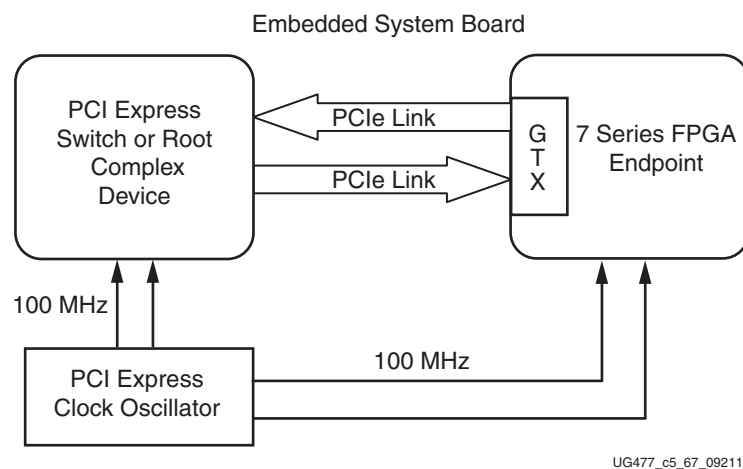 Embedded System Board
PCI Express
Switch or Root
Complex
Device
PCIe Link
PCIe Link
G
T
X
7 Series FPGA
Endpoint
100 MHz
PCI Express
Clock Oscillator
100 MHz
UG477_c5_67_09211